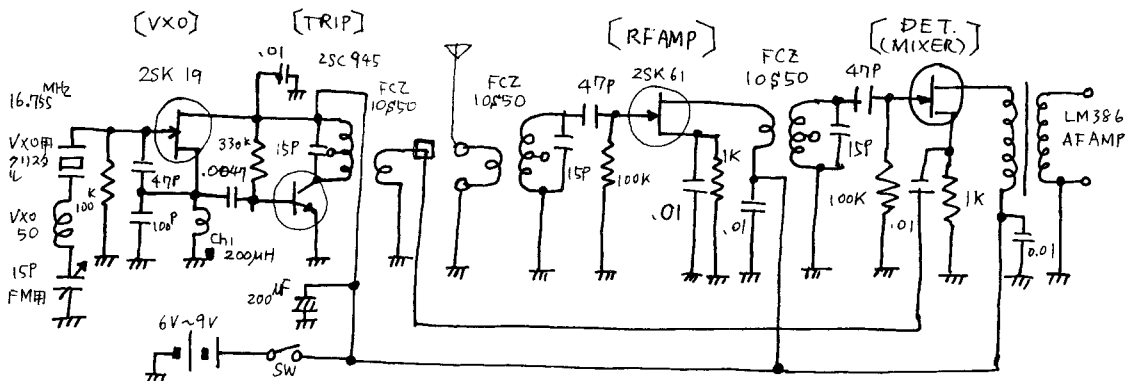 [VXO]
[TRIP]
[RF AMP]
[DET.
(MIXER)]
2SK 19
.01
2SC945
FCZ
10S50
FCZ
10S50
47P
2SK61
FCZ
10S50
47P
16.755 MHz
VXO用
クリスタル
VXO
50
15P
FM用
100K
47P
100P
.0047
330K
15P
Ch1
200μH
15P
100K
1K
.01
.01
15P
100K
.01
1K
0.01
LM386
AF AMP
200μF
6V~9V
SW